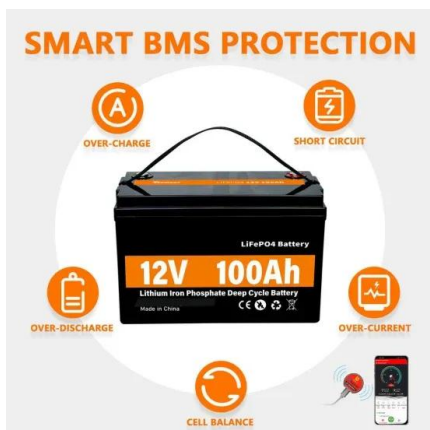 SMART BMS PROTECTION
A
OVER-CHARGE
SHORT CIRCUIT
LiFePO4 Battery
12V 100Ah
Lithium Iron Phosphate Deep Cycle Battery
Made in China
CE
OVER-DISCHARGE
OVER-CURRENT
CELL BALANCE